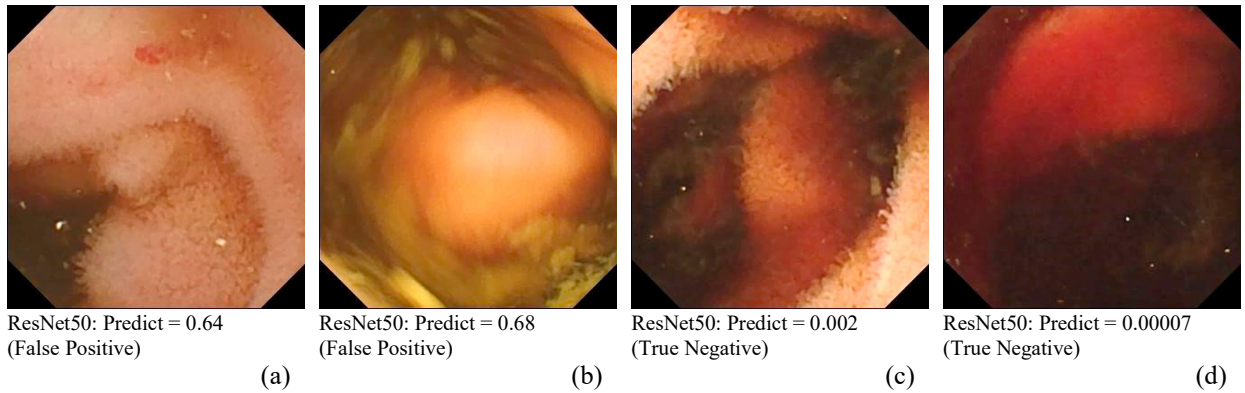 ResNet50: Predict = 0.64
(False Positive)
(a)
ResNet50: Predict = 0.68
(False Positive)
(b)
ResNet50: Predict = 0.002
(True Negative)
(c)
ResNet50: Predict = 0.00007
(True Negative)
(d)